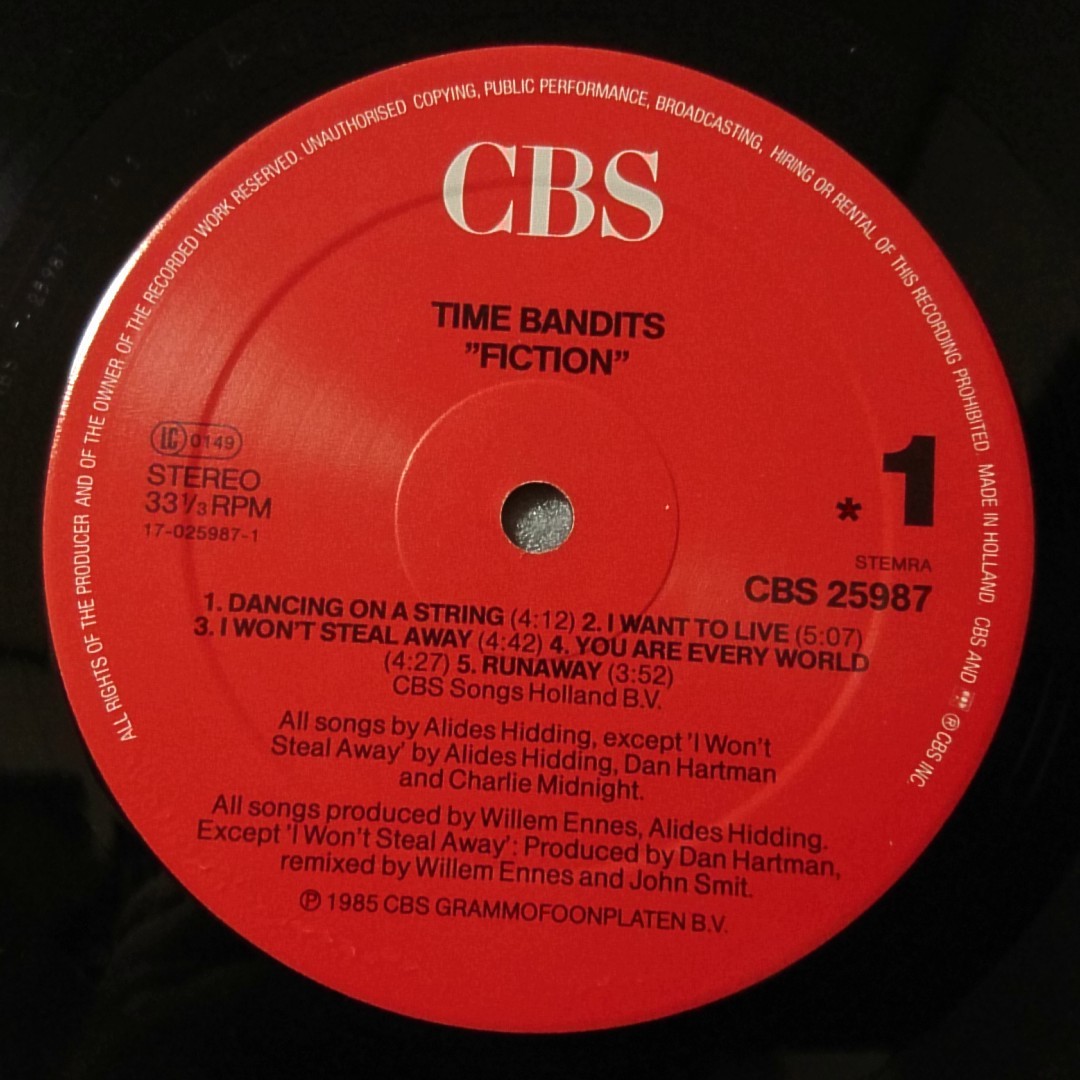 ALL RIGHTS OF THE PRODUCER AND OF THE OWNER OF THE RECORDED WORK RESERVED. UNAUTHORISED COPYING, PUBLIC PERFORMANCE, BROADCASTING, HIRING OR RENTAL OF THIS RECORDING PROHIBITED. MADE IN HOLLAND. CBS AND ® CBS INC.
CBS
TIME BANDITS
"FICTION"
LC 0149
STEREO
33 1/3 RPM
17-025987-1
* 1
STEMRA
CBS 25987
1. DANCING ON A STRING (4:12) 2. I WANT TO LIVE (5:07)
3. I WON'T STEAL AWAY (4:42) 4. YOU ARE EVERY WORLD
(4:27) 5. RUNAWAY (3:52)
CBS Songs Holland B.V.
All songs by Alides Hidding, except 'I Won't
Steal Away' by Alides Hidding, Dan Hartman
and Charlie Midnight.
All songs produced by Willem Ennes, Alides Hidding.
Except 'I Won't Steal Away': Produced by Dan Hartman,
remixed by Willem Ennes and John Smit.
℗ 1985 CBS GRAMMOFOONPLATEN B.V.